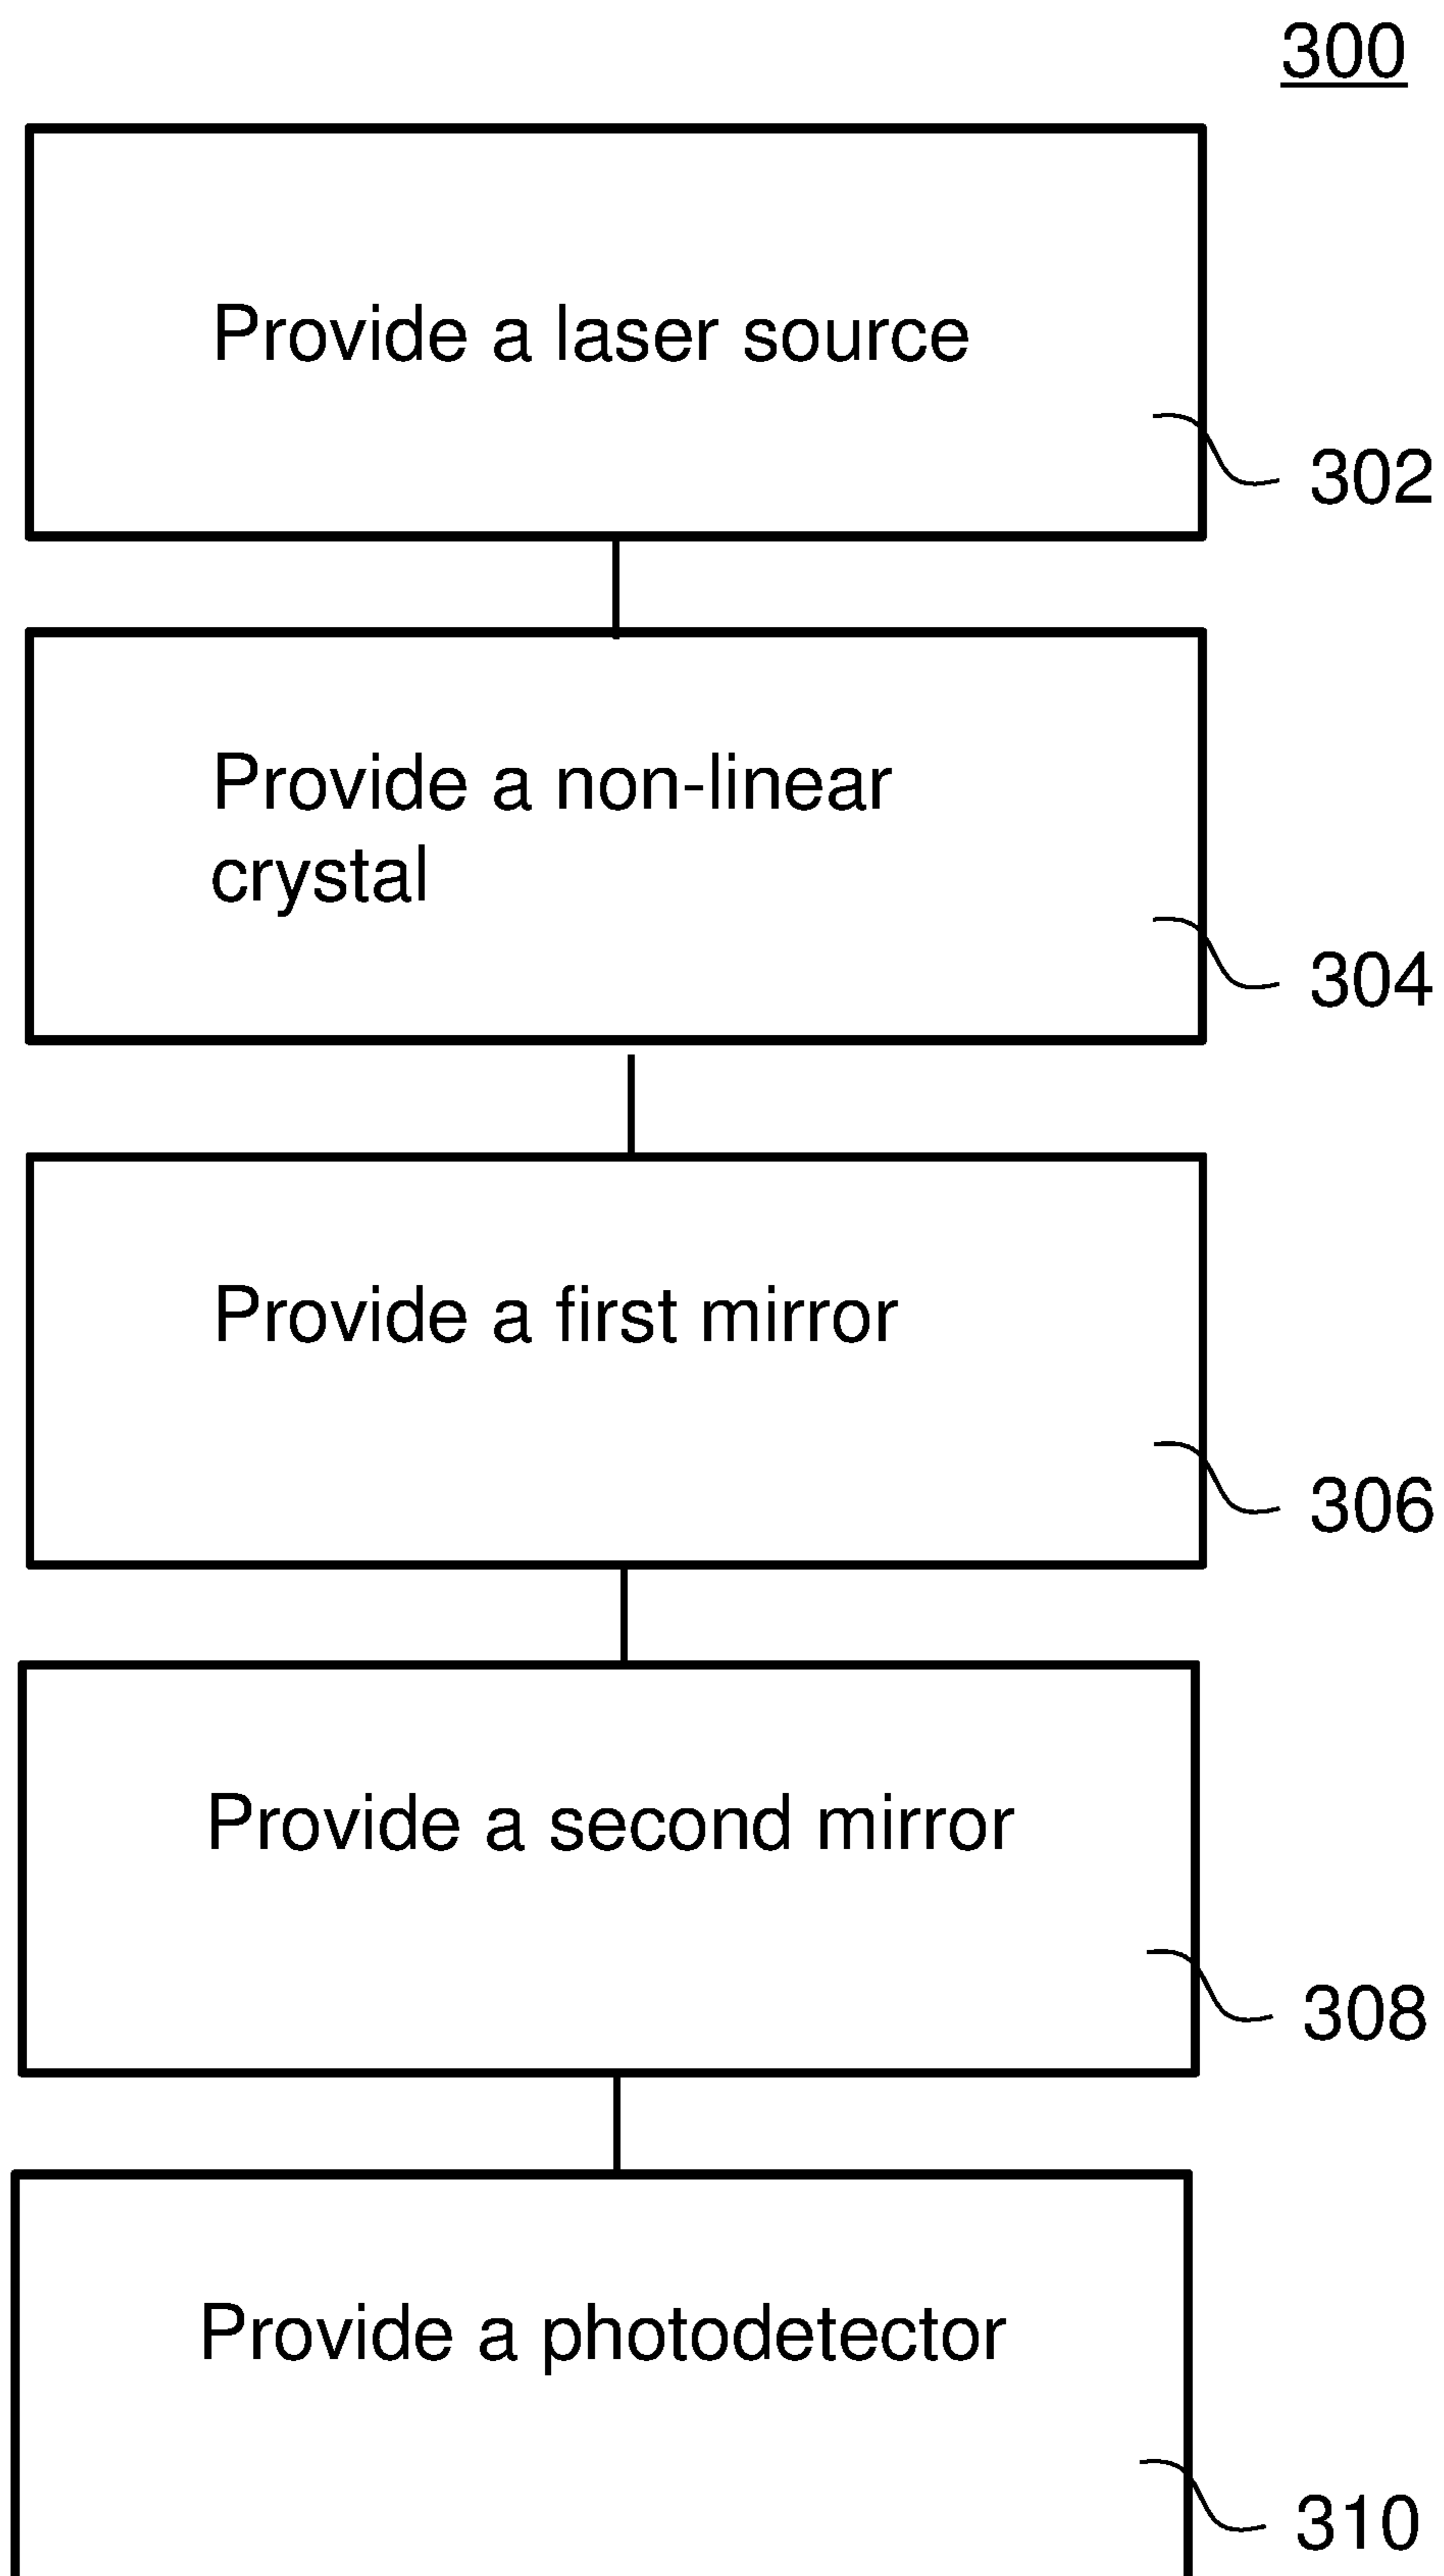 300
Provide a laser source
302
Provide a non-linear
crystal
304
Provide a first mirror
306
Provide a second mirror
308
Provide a photodetector
310